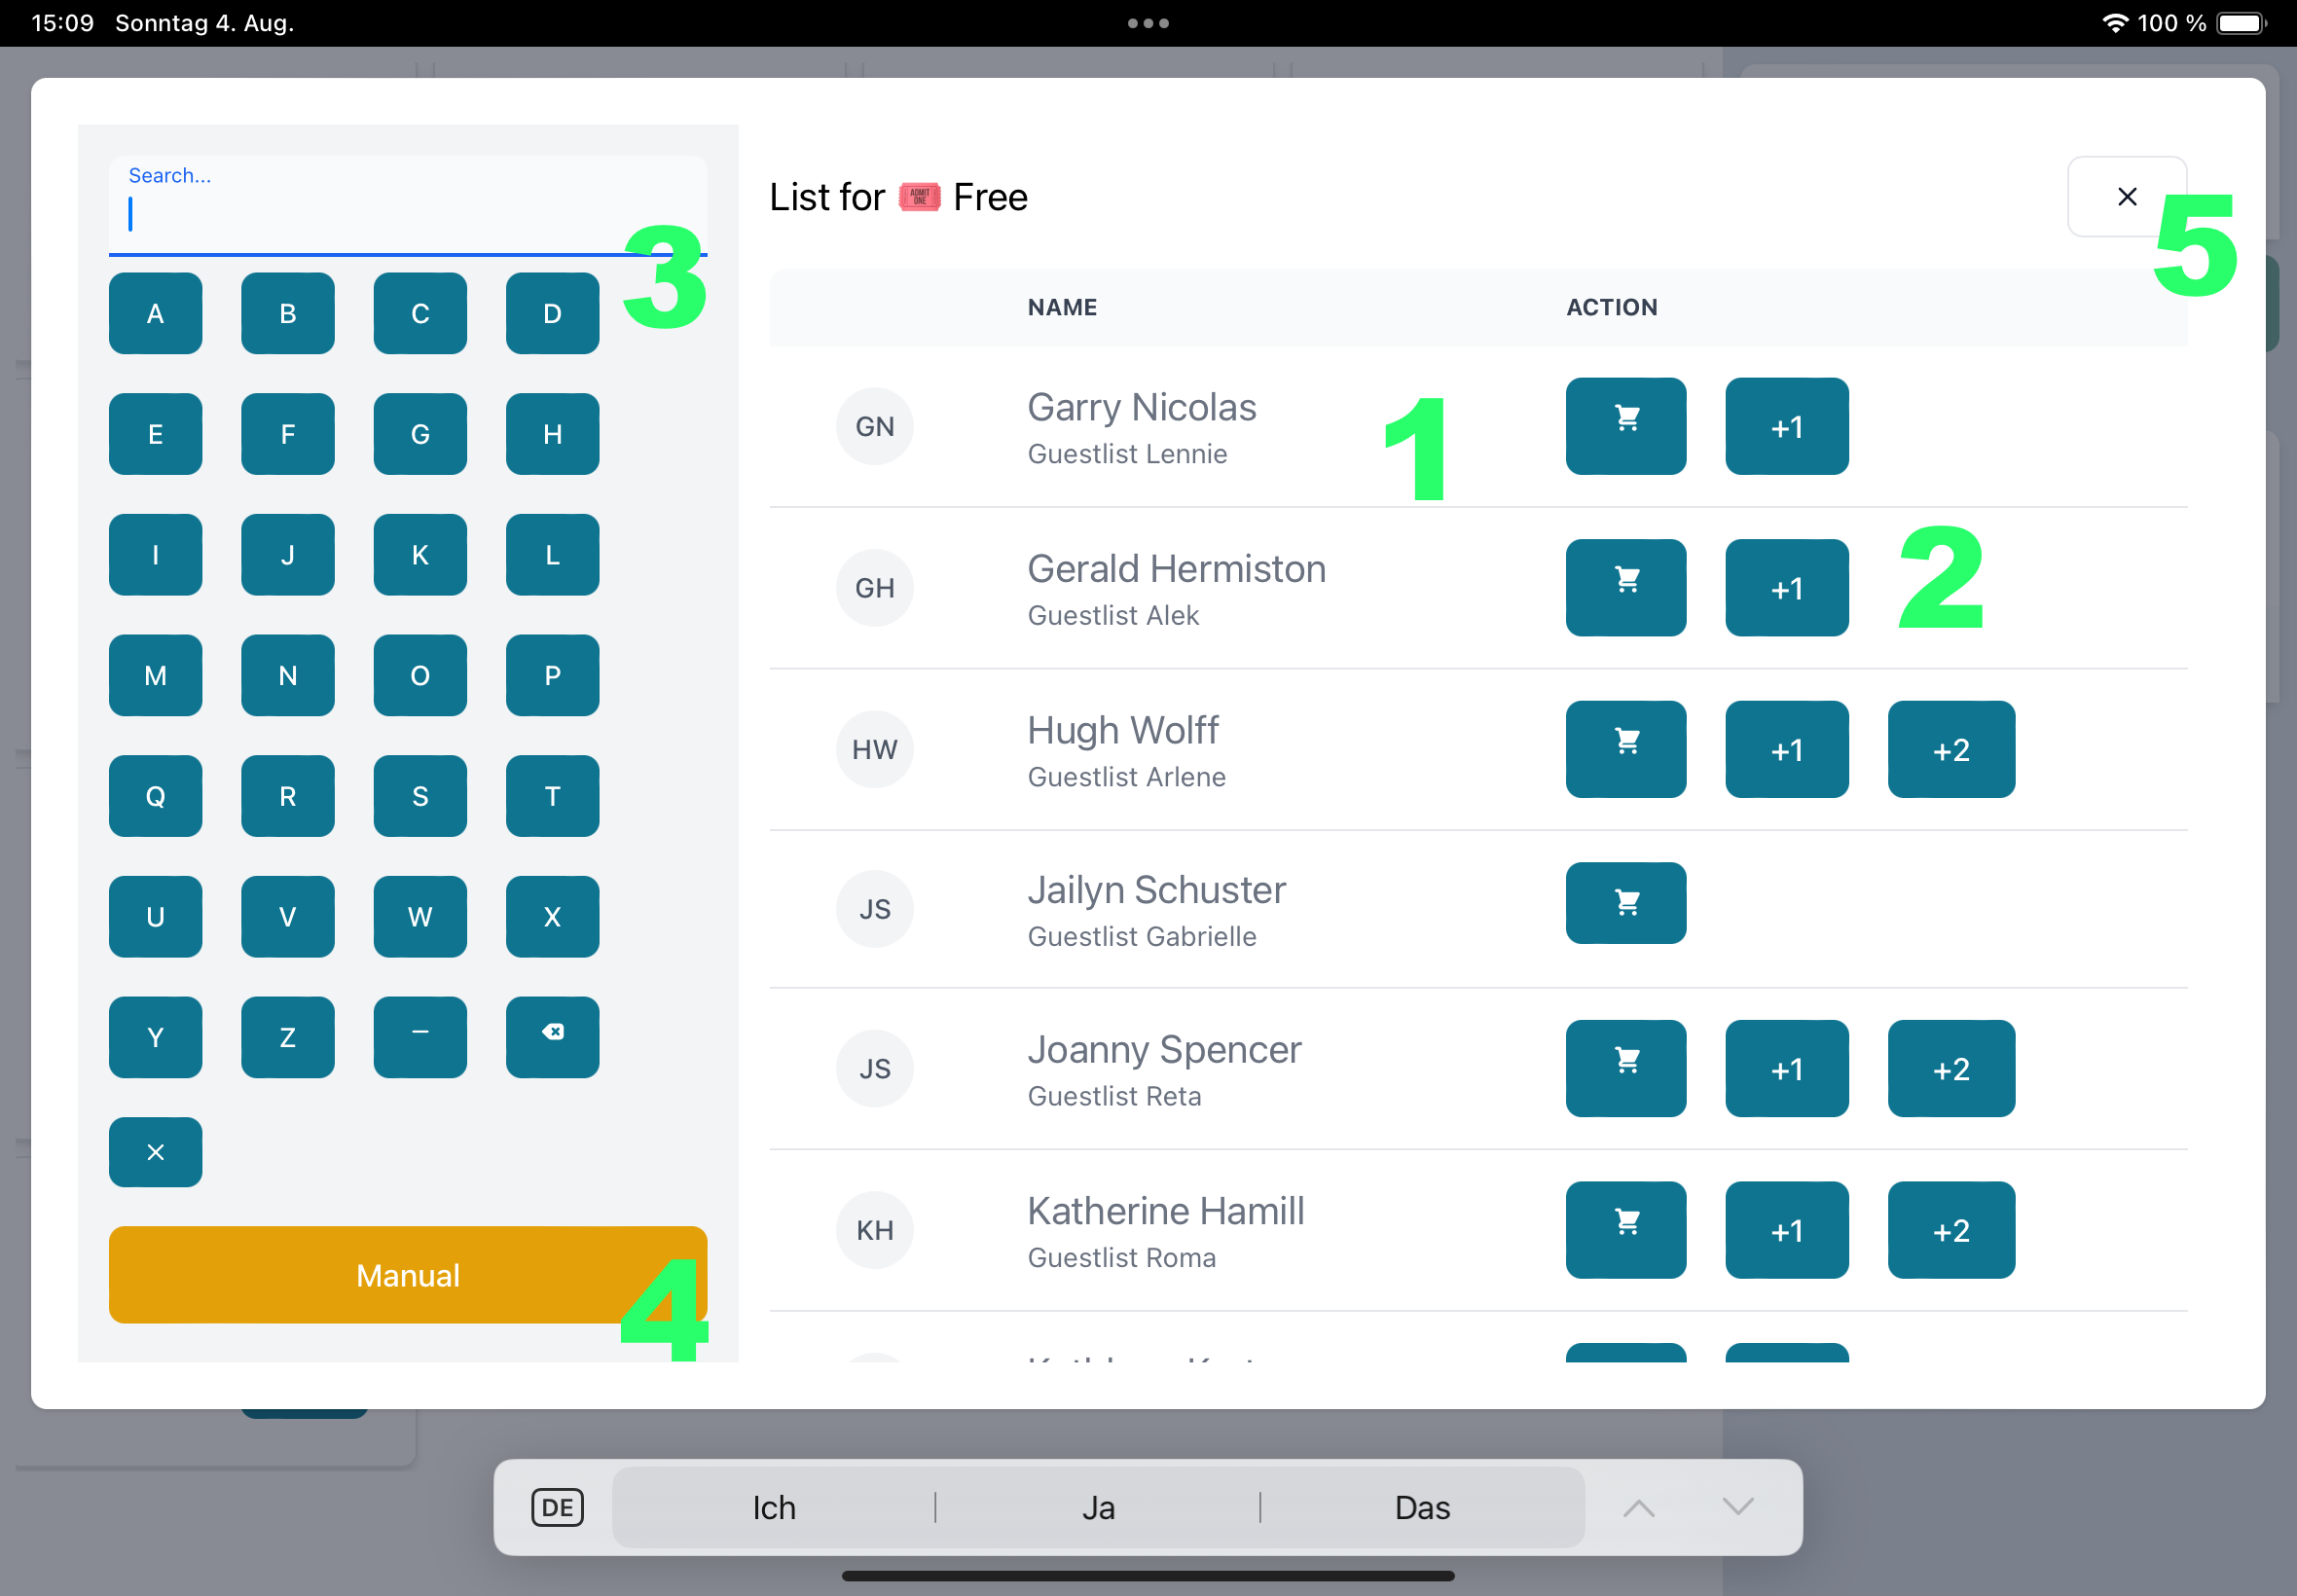 15:09 Sonntag 4. Aug.
100 %
Search...
3
A B C D
E F G H
I J K L
M N O P
Q R S T
U V W X
Y Z –
Manual
4
List for 🎟️ Free
ADMIT ONE
5
NAME ACTION
GN Garry Nicolas +1
Guestlist Lennie
1
GH Gerald Hermiston +1
Guestlist Alek
2
HW Hugh Wolff +1 +2
Guestlist Arlene
JS Jailyn Schuster
Guestlist Gabrielle
JS Joanny Spencer +1 +2
Guestlist Reta
KH Katherine Hamill +1 +2
Guestlist Roma
DE Ich Ja Das